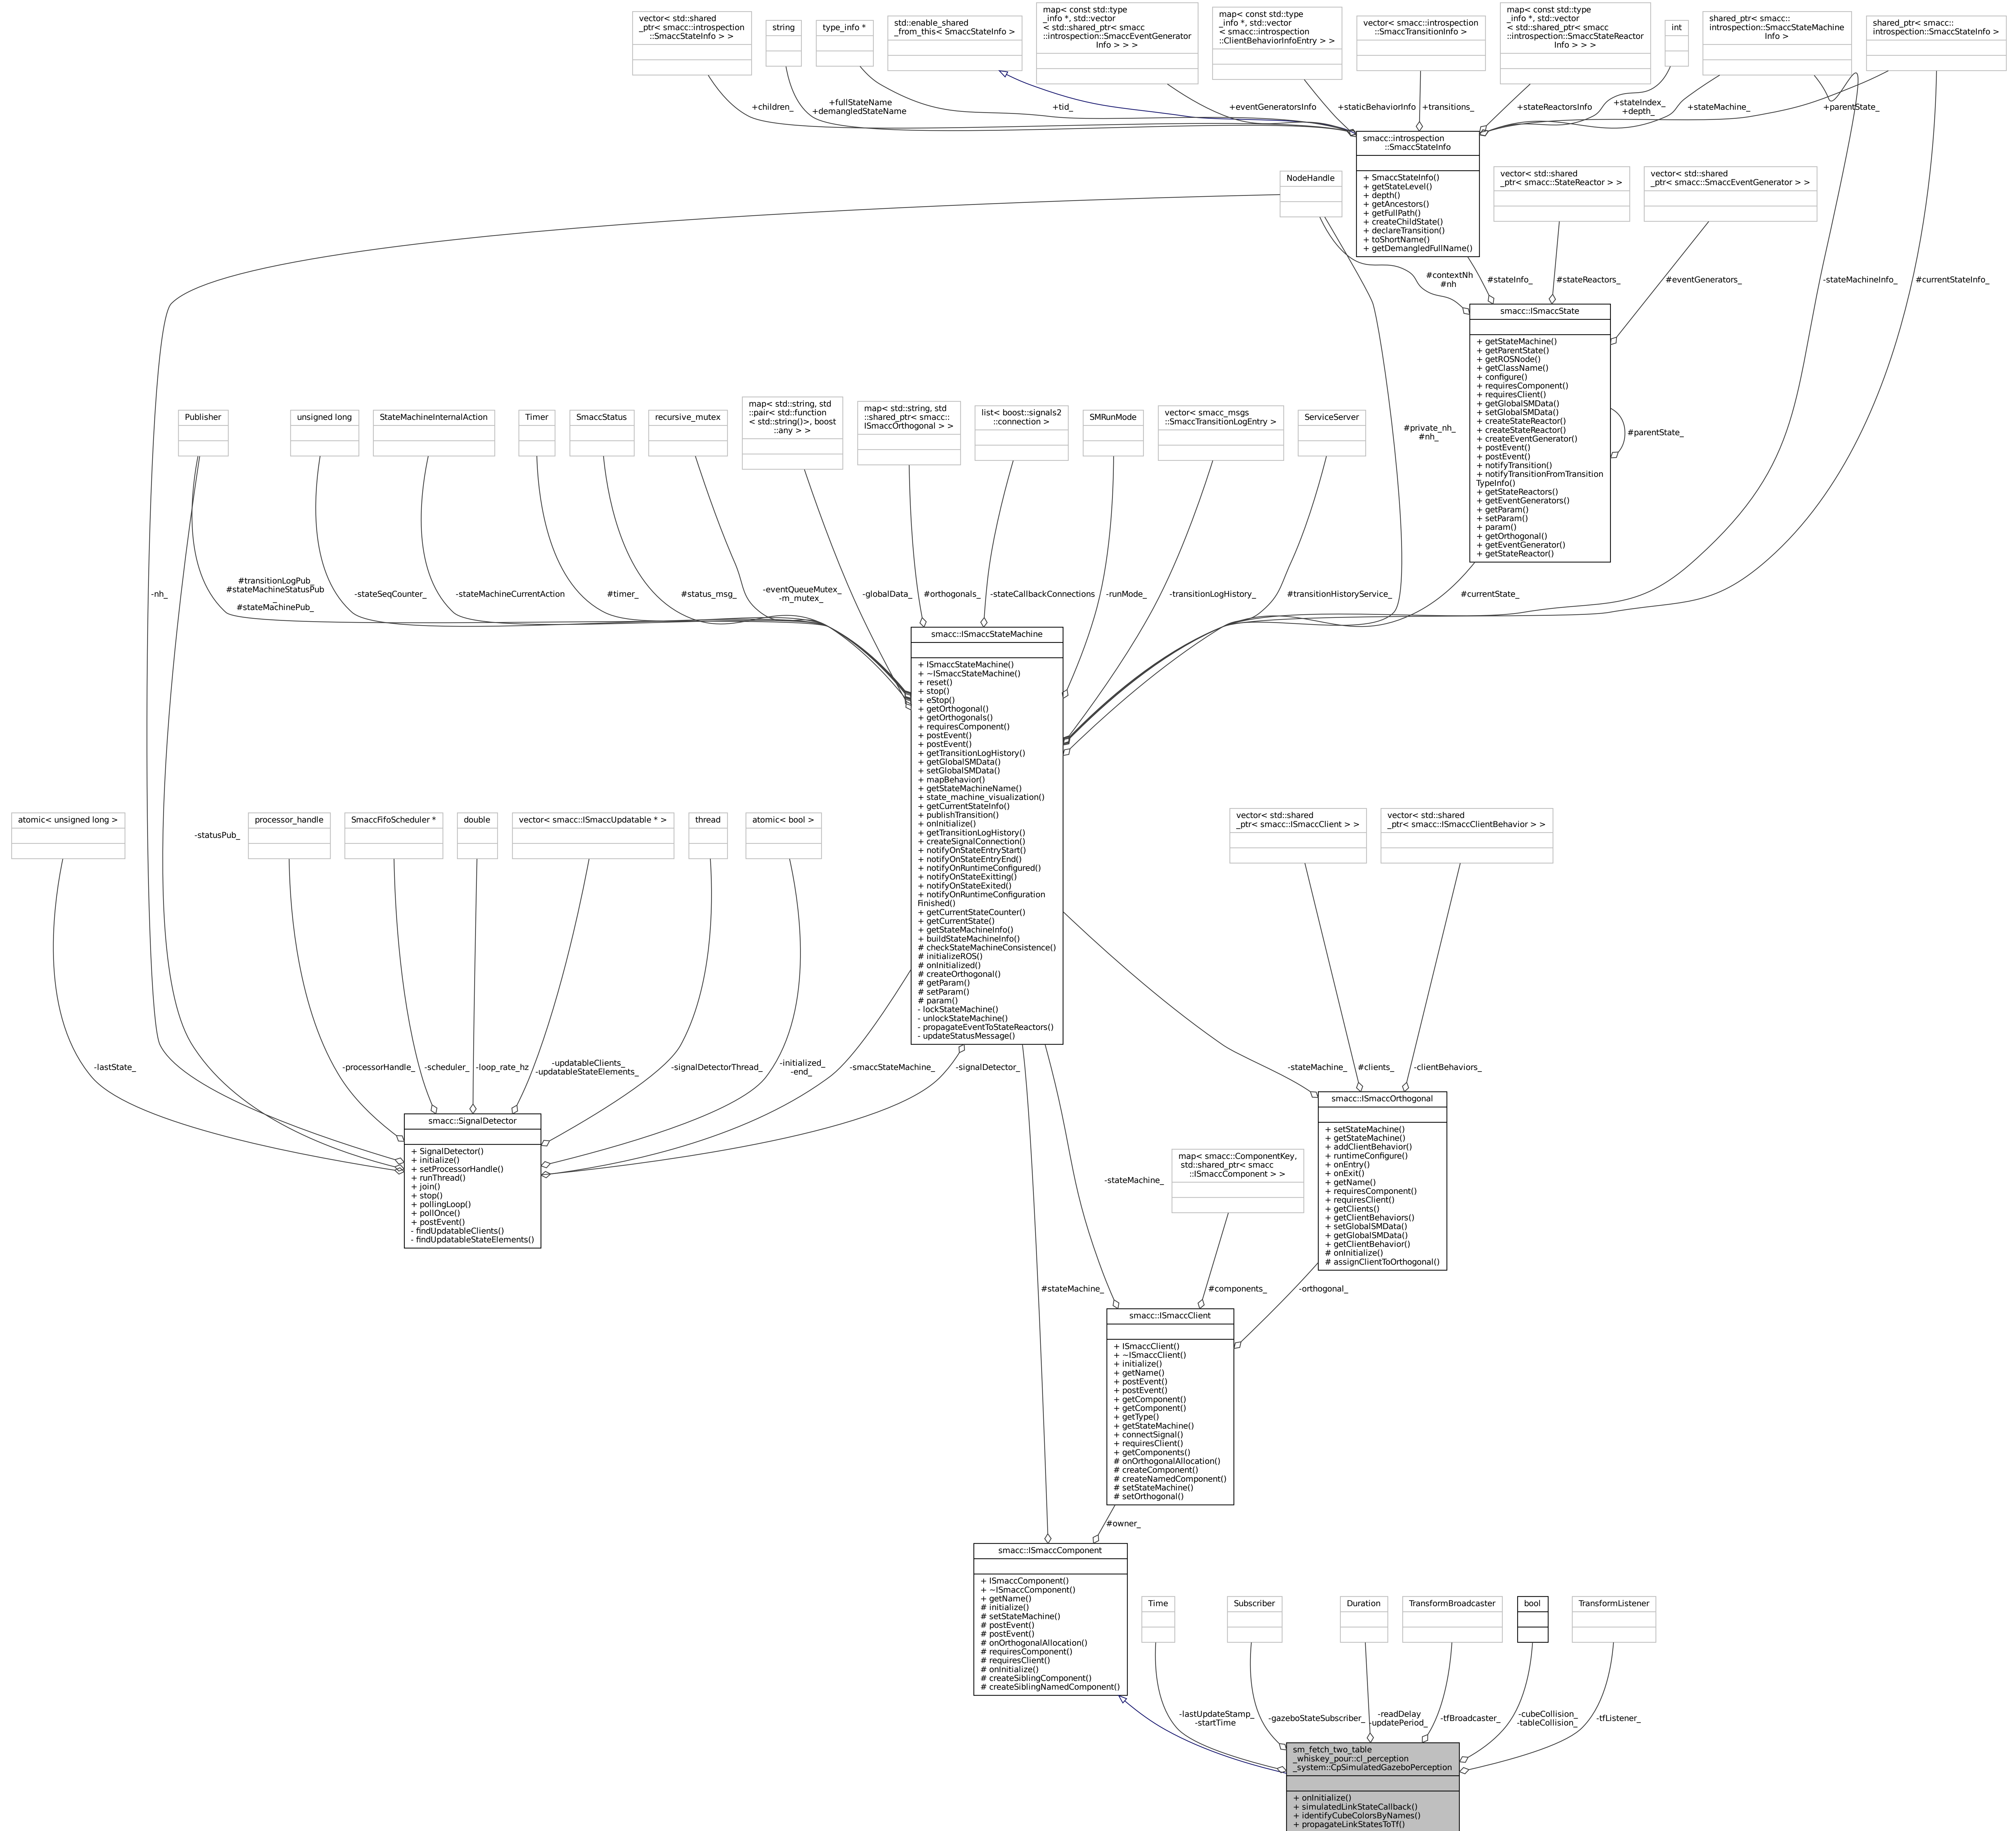 vector< std::shared
_ptr< smacc::introspection
::SmaccStateInfo > >
string
type_info *
std::enable_shared
_from_this< SmaccStateInfo >
map< const std::type
_info *, std::vector
< std::shared_ptr< smacc
::introspection::SmaccEventGenerator
Info > > >
map< const std::type
_info *, std::vector
< smacc::introspection
::ClientBehaviorInfoEntry > >
vector< smacc::introspection
::SmaccTransitionInfo >
map< const std::type
_info *, std::vector
< std::shared_ptr< smacc
::introspection::SmaccStateReactor
Info > > >
int
shared_ptr< smacc::
introspection::SmaccStateMachine
Info >
shared_ptr< smacc::
introspection::SmaccStateInfo >
+children_
+fullStateName
+demangledStateName
+tid_
+eventGeneratorsInfo
+staticBehaviorInfo
+transitions_
+stateReactorsInfo
+stateIndex_
+depth_
+stateMachine_
+parentState_
smacc::introspection
::SmaccStateInfo
+ SmaccStateInfo()
+ getStateLevel()
+ depth()
+ getAncestors()
+ getFullPath()
+ createChildState()
+ declareTransition()
+ toShortName()
+ getDemangledFullName()
NodeHandle
vector< std::shared
_ptr< smacc::StateReactor > >
vector< std::shared
_ptr< smacc::SmaccEventGenerator > >
#contextNh
#nh
#stateInfo_
#stateReactors_
#eventGenerators_
-stateMachineInfo_
#currentStateInfo_
smacc::ISmaccState
+ getStateMachine()
+ getParentState()
+ getROSNode()
+ getClassName()
+ configure()
+ requiresComponent()
+ requiresClient()
+ getGlobalSMData()
+ setGlobalSMData()
+ createStateReactor()
+ createStateReactor()
+ createEventGenerator()
+ postEvent()
+ postEvent()
+ notifyTransition()
+ notifyTransitionFromTransition
TypeInfo()
+ getStateReactors()
+ getEventGenerators()
+ getParam()
+ setParam()
+ param()
+ getOrthogonal()
+ getEventGenerator()
+ getStateReactor()
#parentState_
Publisher
unsigned long
StateMachineInternalAction
Timer
SmaccStatus
recursive_mutex
map< std::string, std
::pair< std::function
< std::string()>, boost
::any > >
map< std::string, std
::shared_ptr< smacc::
ISmaccOrthogonal > >
list< boost::signals2
::connection >
SMRunMode
vector< smacc_msgs
::SmaccTransitionLogEntry >
ServiceServer
#private_nh_
#nh_
-nh_
#transitionLogPub_
#stateMachineStatusPub
_
#stateMachinePub_
-stateSeqCounter_
-stateMachineCurrentAction
#timer_
#status_msg_
-eventQueueMutex_
-m_mutex_
-globalData_
#orthogonals_
-stateCallbackConnections
-runMode_
-transitionLogHistory_
#transitionHistoryService_
#currentState_
smacc::ISmaccStateMachine
+ ISmaccStateMachine()
+ ~ISmaccStateMachine()
+ reset()
+ stop()
+ eStop()
+ getOrthogonal()
+ getOrthogonals()
+ requiresComponent()
+ postEvent()
+ postEvent()
+ getTransitionLogHistory()
+ getGlobalSMData()
+ setGlobalSMData()
+ mapBehavior()
+ getStateMachineName()
+ state_machine_visualization()
+ getCurrentStateInfo()
+ publishTransition()
+ onInitialize()
+ getTransitionLogHistory()
+ createSignalConnection()
+ notifyOnStateEntryStart()
+ notifyOnStateEntryEnd()
+ notifyOnRuntimeConfigured()
+ notifyOnStateExitting()
+ notifyOnStateExited()
+ notifyOnRuntimeConfiguration
Finished()
+ getCurrentStateCounter()
+ getCurrentState()
+ getStateMachineInfo()
+ buildStateMachineInfo()
# checkStateMachineConsistence()
# initializeROS()
# onInitialized()
# createOrthogonal()
# getParam()
# setParam()
# param()
- lockStateMachine()
- unlockStateMachine()
- propagateEventToStateReactors()
- updateStatusMessage()
atomic< unsigned long >
-statusPub_
processor_handle
SmaccFifoScheduler *
double
vector< smacc::ISmaccUpdatable * >
thread
atomic< bool >
vector< std::shared
_ptr< smacc::ISmaccClient > >
vector< std::shared
_ptr< smacc::ISmaccClientBehavior > >
-lastState_
-processorHandle_
-scheduler_
-loop_rate_hz
-updatableClients_
-updatableStateElements_
-signalDetectorThread_
-initialized_
-end_
-smaccStateMachine_
-signalDetector_
-stateMachine_
#clients_
-clientBehaviors_
smacc::SignalDetector
+ SignalDetector()
+ initialize()
+ setProcessorHandle()
+ runThread()
+ join()
+ stop()
+ pollingLoop()
+ pollOnce()
+ postEvent()
- findUpdatableClients()
- findUpdatableStateElements()
smacc::ISmaccOrthogonal
+ setStateMachine()
+ getStateMachine()
+ addClientBehavior()
+ runtimeConfigure()
+ onEntry()
+ onExit()
+ getName()
+ requiresComponent()
+ requiresClient()
+ getClients()
+ getClientBehaviors()
+ setGlobalSMData()
+ getGlobalSMData()
+ getClientBehavior()
# onInitialize()
# assignClientToOrthogonal()
map< smacc::ComponentKey,
std::shared_ptr< smacc
::ISmaccComponent > >
-stateMachine_
#stateMachine_
#components_
-orthogonal_
smacc::ISmaccClient
+ ISmaccClient()
+ ~ISmaccClient()
+ initialize()
+ getName()
+ postEvent()
+ postEvent()
+ getComponent()
+ getComponent()
+ getType()
+ getStateMachine()
+ connectSignal()
+ requiresClient()
+ getComponents()
# onOrthogonalAllocation()
# createComponent()
# createNamedComponent()
# setStateMachine()
# setOrthogonal()
#owner_
smacc::ISmaccComponent
+ ISmaccComponent()
+ ~ISmaccComponent()
+ getName()
# initialize()
# setStateMachine()
# postEvent()
# postEvent()
# onOrthogonalAllocation()
# requiresComponent()
# requiresClient()
# onInitialize()
# createSiblingComponent()
# createSiblingNamedComponent()
Time
Subscriber
Duration
TransformBroadcaster
bool
TransformListener
-lastUpdateStamp_
-startTime
-gazeboStateSubscriber_
-readDelay
-updatePeriod_
-tfBroadcaster_
-cubeCollision_
-tableCollision_
-tfListener_
sm_fetch_two_table
_whiskey_pour::cl_perception
_system::CpSimulatedGazeboPerception
+ onInitialize()
+ simulatedLinkStateCallback()
+ identifyCubeColorsByNames()
+ propagateLinkStatesToTf()